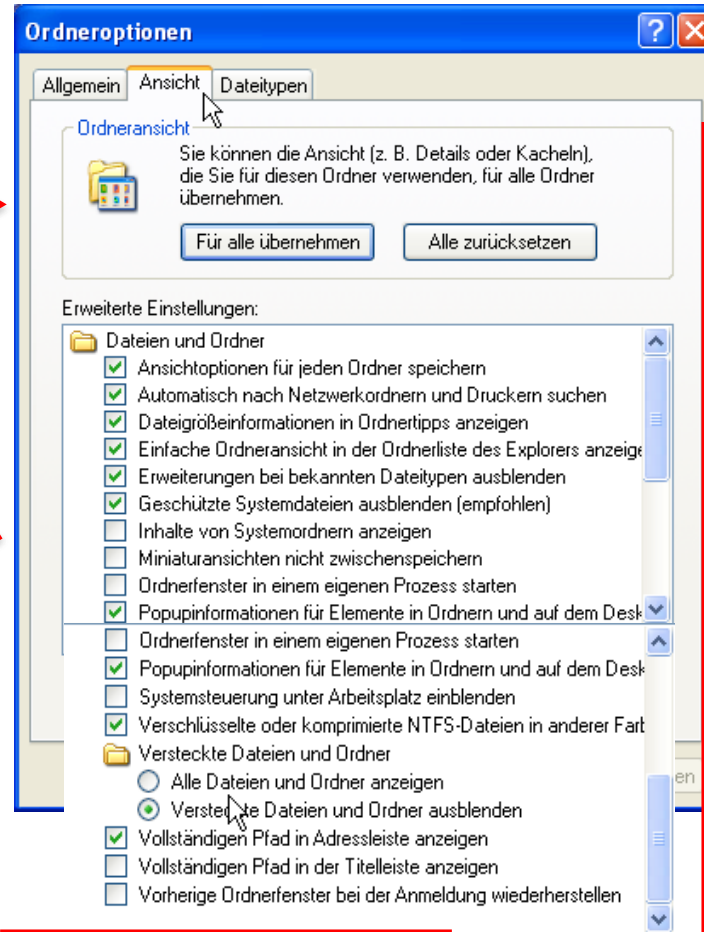 Ordneroptionen
Allgemein Ansicht Dateitypen
Ordneransicht
Sie können die Ansicht (z. B. Details oder Kacheln),
die Sie für diesen Ordner verwenden, für alle Ordner
übernehmen.
Für alle übernehmen Alle zurücksetzen
Erweiterte Einstellungen:
Dateien und Ordner
Ansichtoptionen für jeden Ordner speichern
Automatisch nach Netzwerkordnern und Druckern suchen
Dateigrößeinformationen in Ordnertipps anzeigen
Einfache Ordneransicht in der Ordnerliste des Explorers anzeige
Erweiterungen bei bekannten Dateitypen ausblenden
Geschützte Systemdateien ausblenden (empfohlen)
Inhalte von Systemordnern anzeigen
Miniaturansichten nicht zwischenspeichern
Ordnerfenster in einem eigenen Prozess starten
Popupinformationen für Elemente in Ordnern und auf dem Desk
Ordnerfenster in einem eigenen Prozess starten
Popupinformationen für Elemente in Ordnern und auf dem Desk
Systemsteuerung unter Arbeitsplatz einblenden
Verschlüsselte oder komprimierte NTFS-Dateien in anderer Farb
Versteckte Dateien und Ordner
en
Alle Dateien und Ordner anzeigen
Versteckte Dateien und Ordner ausblenden
Vollständigen Pfad in Adressleiste anzeigen
Vollständigen Pfad in der Titelleiste anzeigen
Vorherige Ordnerfenster bei der Anmeldung wiederherstellen